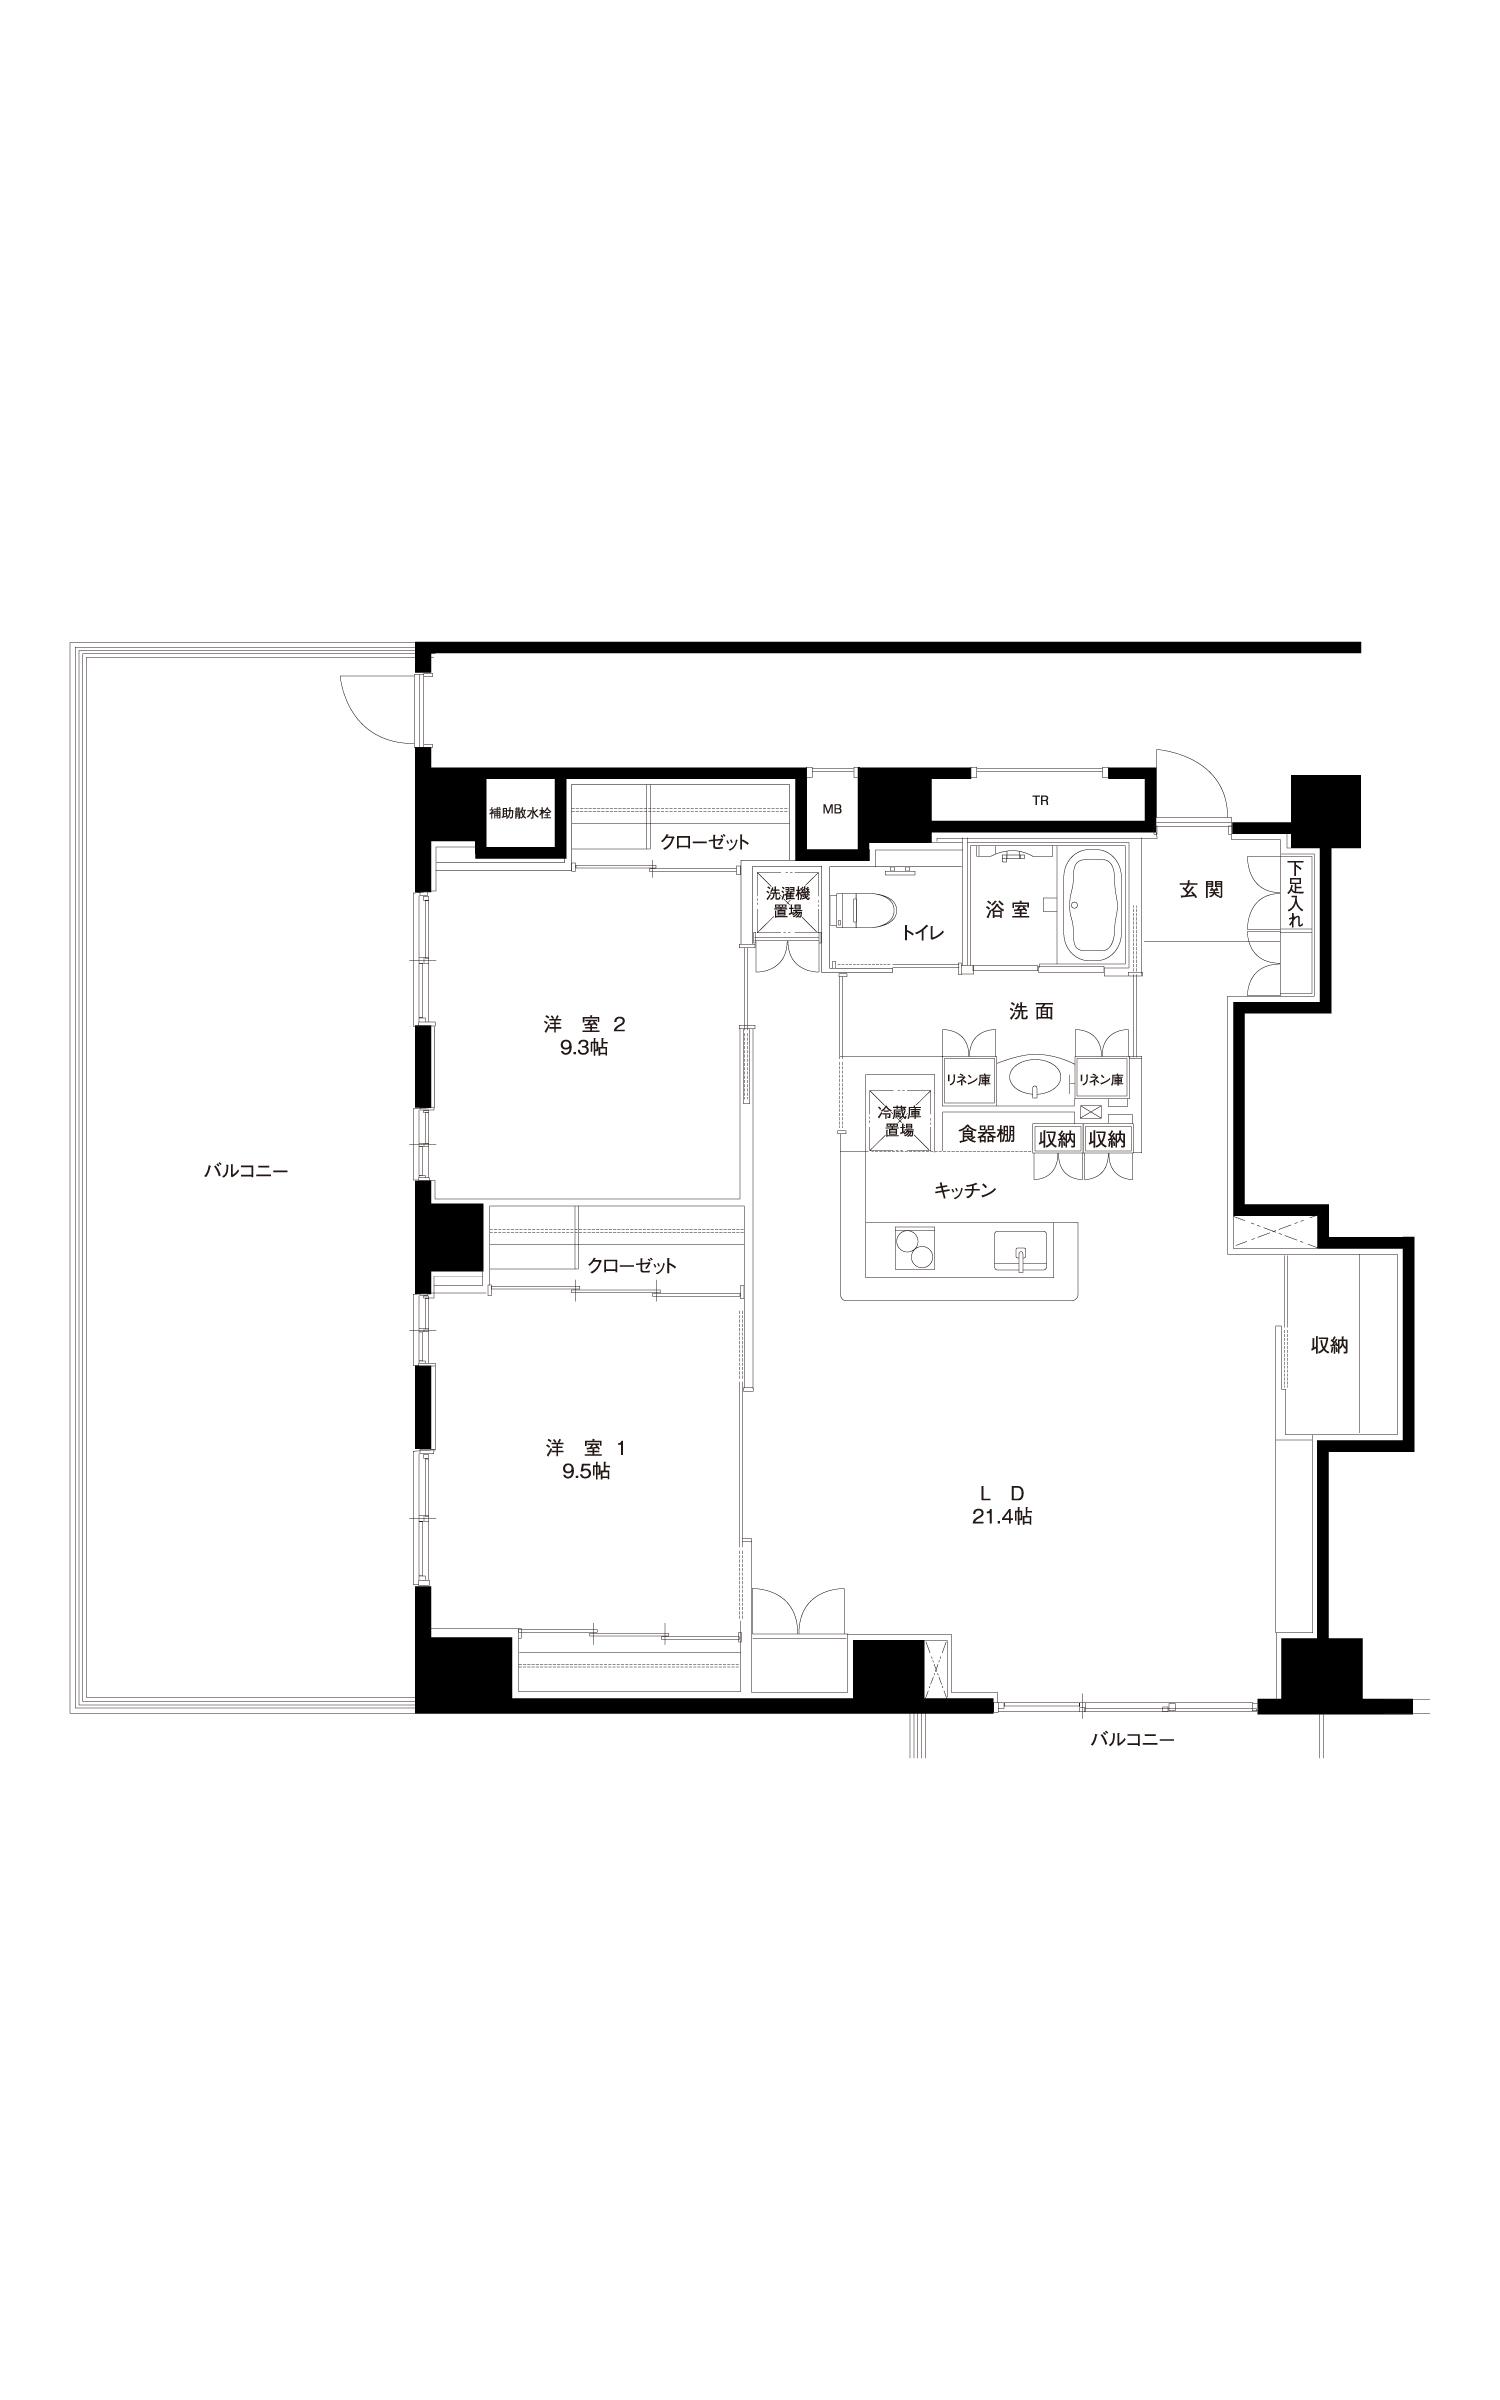 補助散水栓
クローゼット
MB
TR
洗濯機
置場
トイレ
浴室
玄関
下足入れ
洗面
洋室2
9.3帖
リネン庫
リネン庫
冷蔵庫
置場
食器棚
収納
収納
バルコニー
キッチン
クローゼット
収納
洋室1
9.5帖
LD
21.4帖
バルコニー